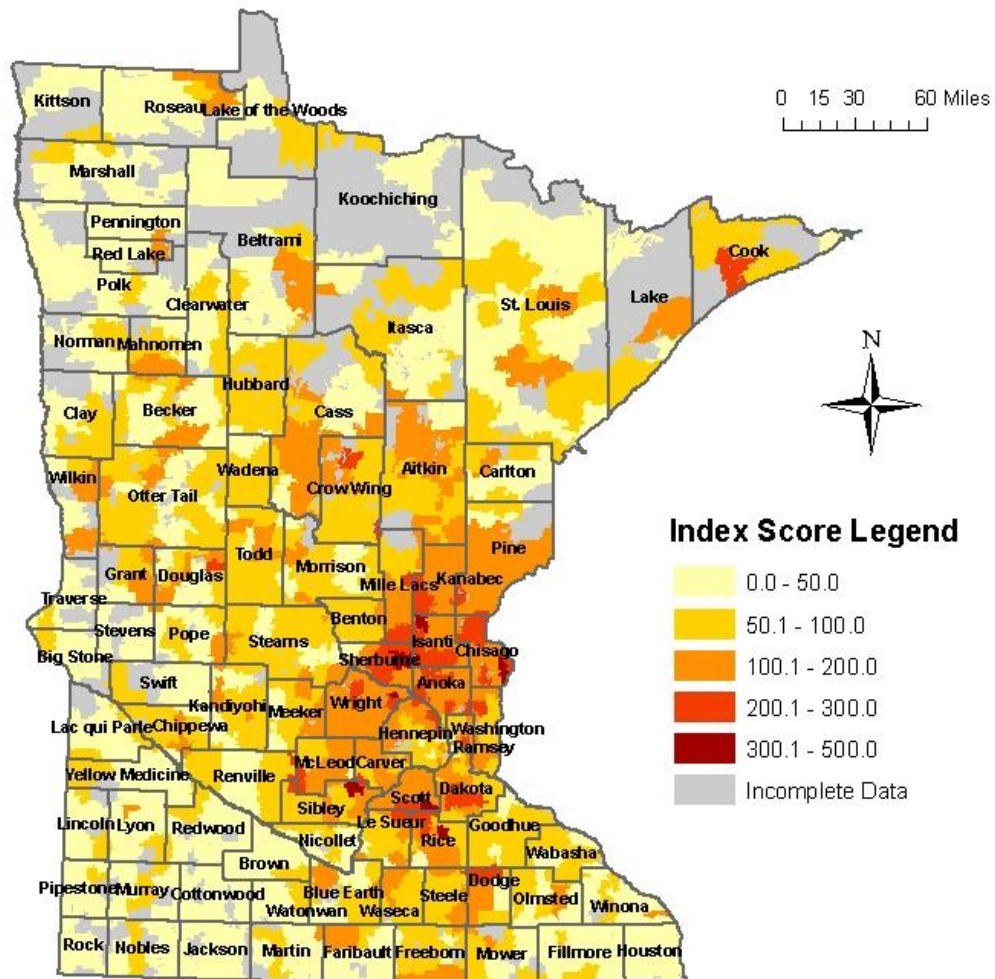 0 15 30 60 Miles
Kittson
Roseau
Lake of the Woods
Marshall
Koochiching
Pennington
Red Lake
Beltrami
Polk
Clearwater
Cook
Lake
St. Louis
Itasca
Norman
Mahnomen
N
Hubbard
Clay
Becker
Cass
Wilkin
Otter Tail
Wadena
Crow Wing
Aitkin
Carlton
Index Score Legend
0.0 - 50.0
50.1 - 100.0
100.1 - 200.0
200.1 - 300.0
300.1 - 500.0
Incomplete Data
Pine
Todd
Morrison
Grant
Douglas
Mille Lacs
Kanabec
Traverse
Benton
Stevens
Pope
Stearns
Isanti
Chisago
Big Stone
Sherburne
Swift
Anoka
Kandiyohi
Meeker
Wright
Lac qui Parle
Chippewa
Hennepin
Washington
Ramsey
Yellow Medicine
Renville
McLeod
Carver
Sibley
Scott
Dakota
Lincoln
Lyon
Redwood
Le Sueur
Rice
Goodhue
Nicollet
Brown
Wabasha
Pipestone
Murray
Cottonwood
Watonwan
Blue Earth
Waseca
Steele
Dodge
Olmsted
Winona
Rock
Nobles
Jackson
Martin
Faribault
Freeborn
Mower
Fillmore
Houston